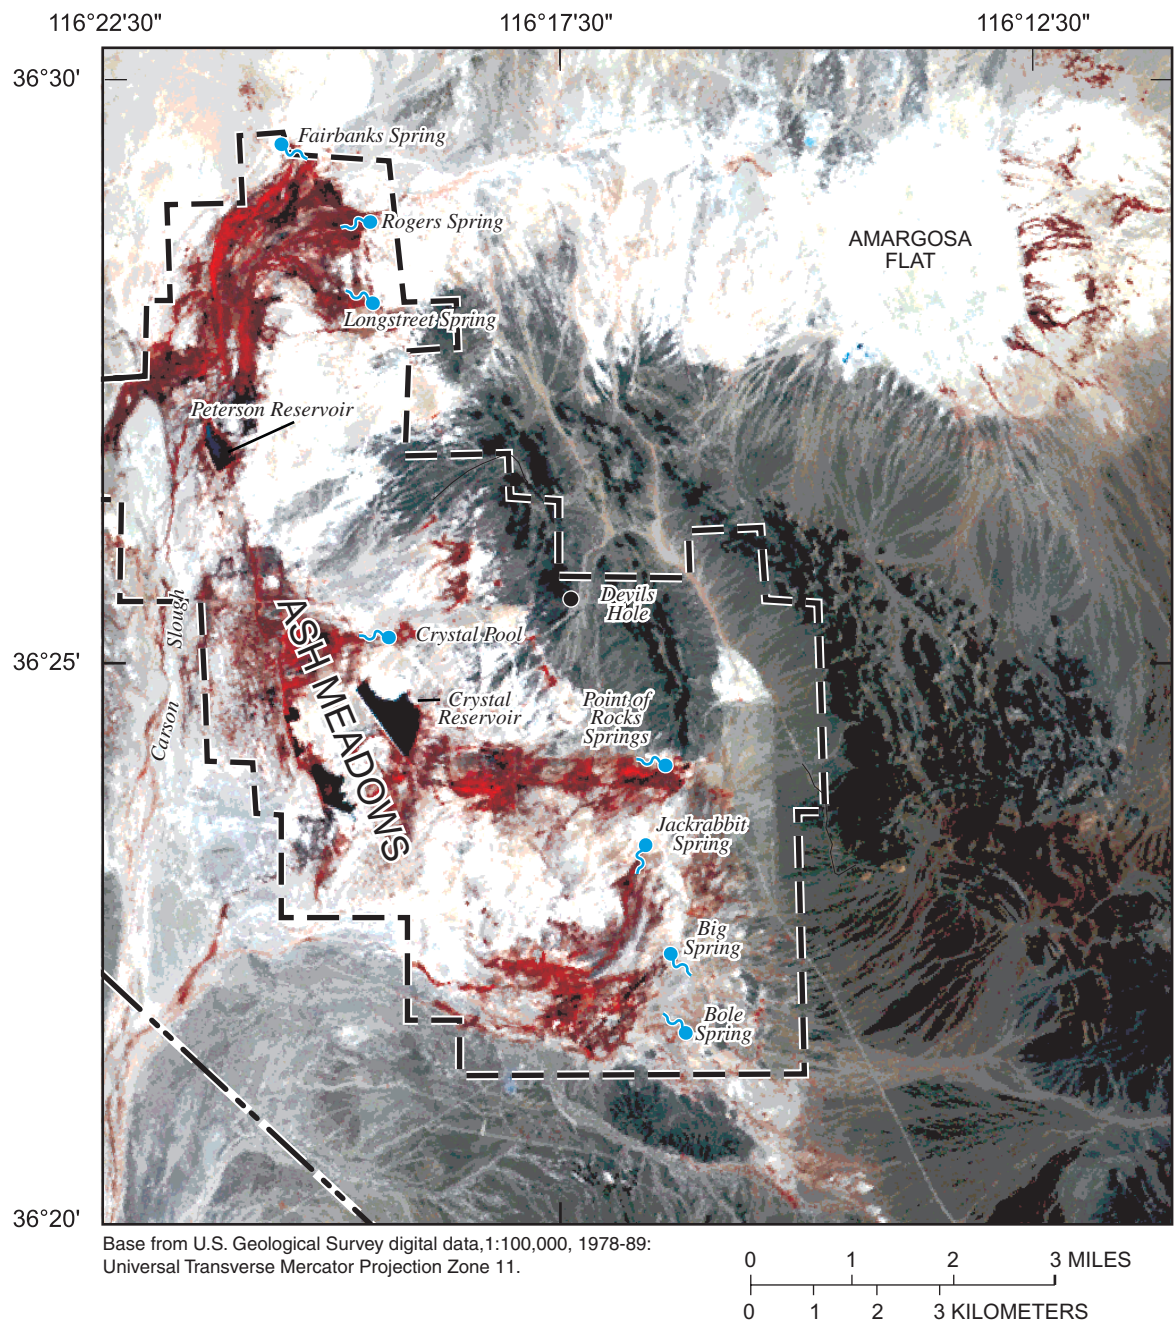 116°22'30"
116°17'30"
116°12'30"
36°30'
Fairbanks Spring
Rogers Spring
AMARGOSA
FLAT
Longstreet Spring
Peterson Reservoir
Devils
Hole
Slough
Carson
ASH MEADOWS
Crystal Pool
36°25'
Crystal
Reservoir
Point of
Rocks
Springs
Jackrabbit
Spring
Big
Spring
Bole
Spring
36°20'
Base from U.S. Geological Survey digital data,1:100,000, 1978-89:
Universal Transverse Mercator Projection Zone 11.
0 1 2 3 MILES
0 1 2 3 KILOMETERS